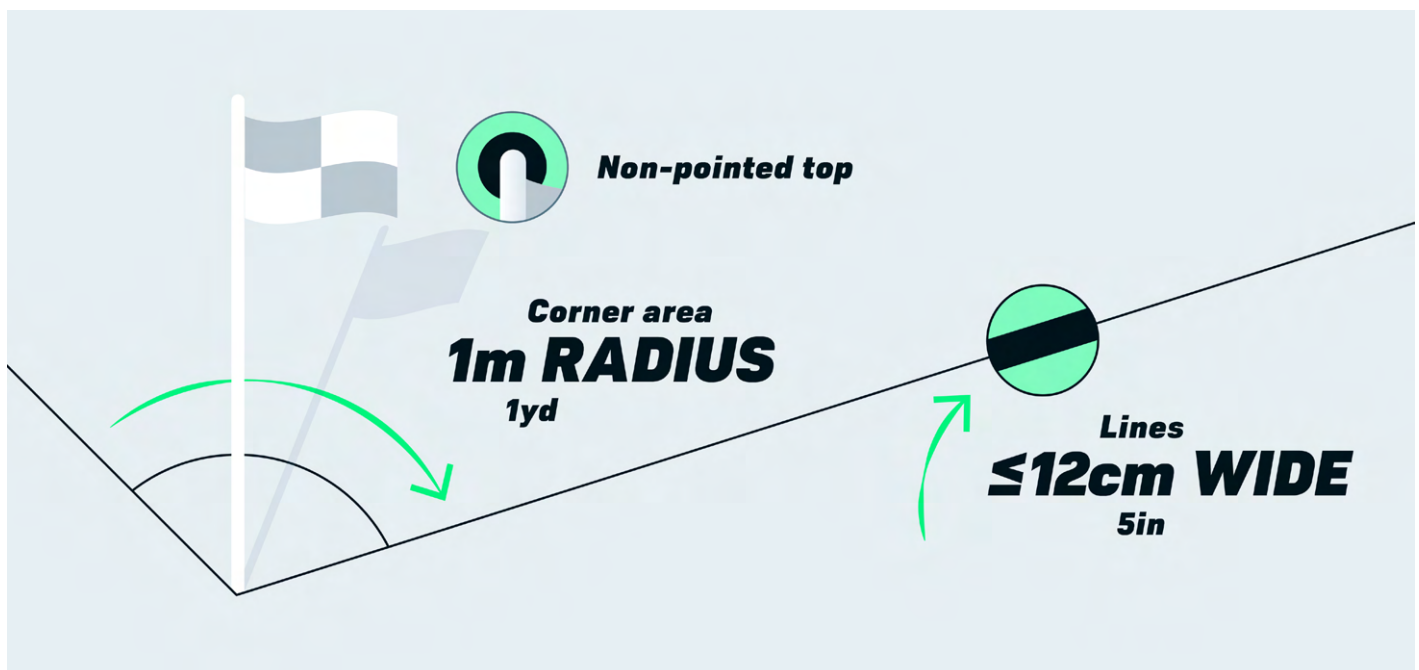 Non-pointed top
Corner area
1m RADIUS
1yd
Lines
≤12cm WIDE
5in